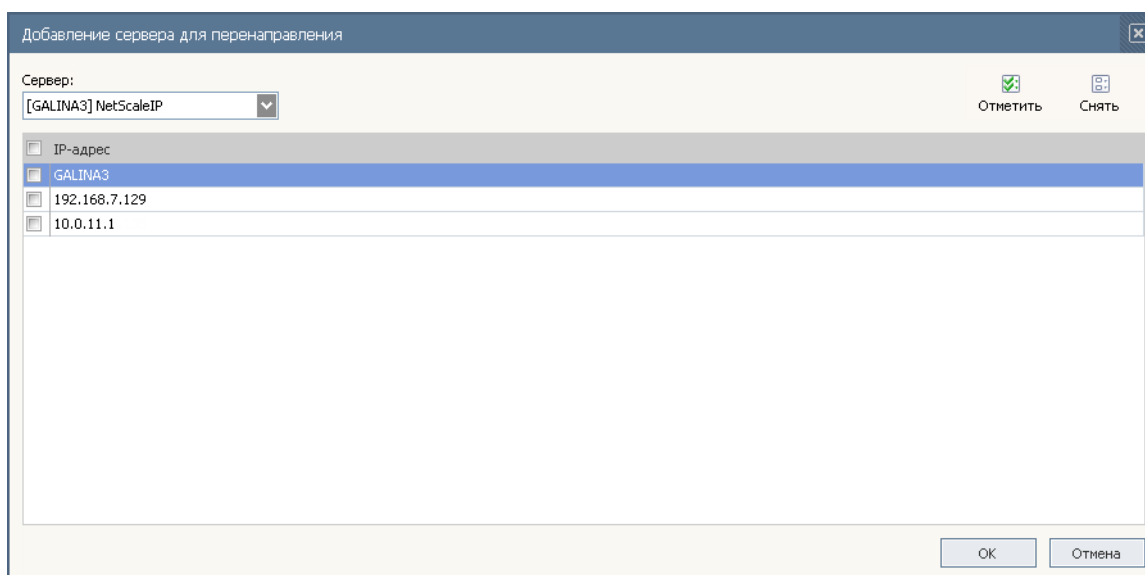 Добавление сервера для перенаправления
Сервер:
[GALINA3] NetScaleIP
Отметить
Снять
IP-адрес
GALINA3
192.168.7.129
10.0.11.1
OK
Отмена